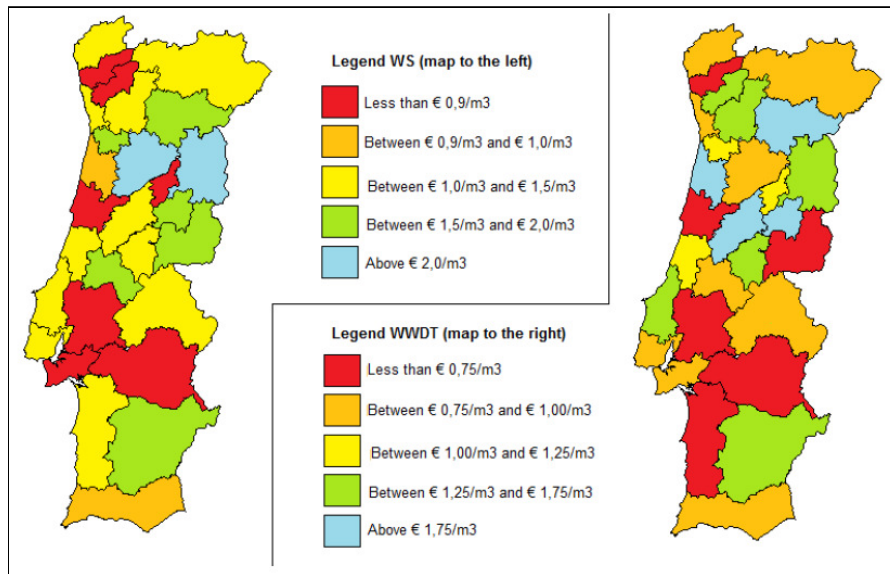 Legend WS (map to the left)
Less than € 0,9/m3
Between € 0,9/m3 and € 1,0/m3
Between € 1,0/m3 and € 1,5/m3
Between € 1,5/m3 and € 2,0/m3
Above € 2,0/m3
Legend WWDT (map to the right)
Less than € 0,75/m3
Between € 0,75/m3 and € 1,00/m3
Between € 1,00/m3 and € 1,25/m3
Between € 1,25/m3 and € 1,75/m3
Above € 1,75/m3